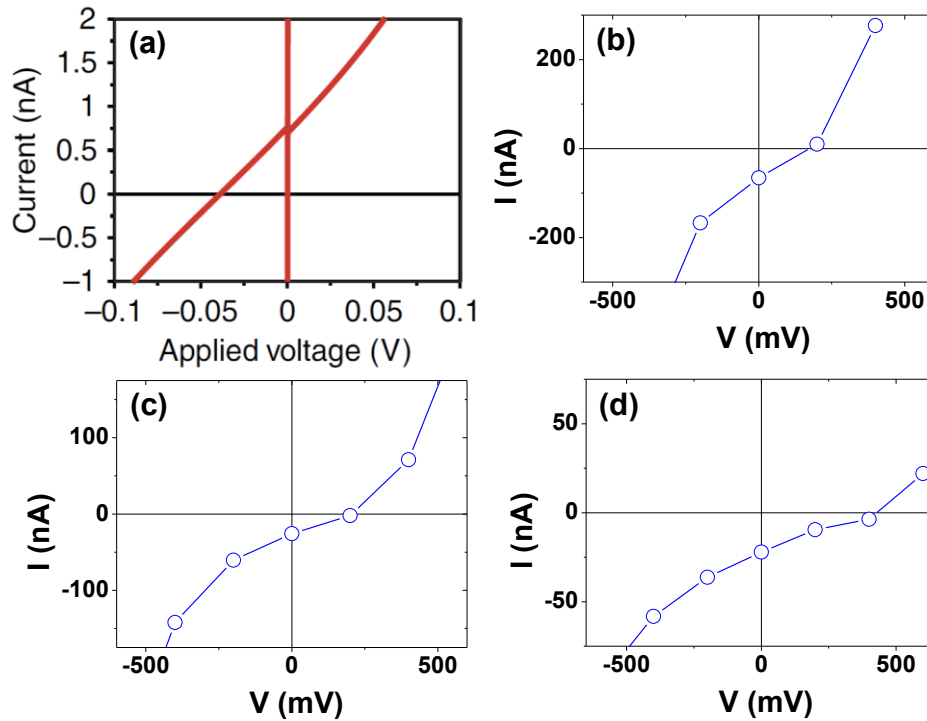 (a)
2
1.5
1
0.5
0
−0.5
−1
−0.1
−0.05
0
0.05
0.1
Current (nA)
Applied voltage (V)
(b)
200
0
-200
-500
0
500
I (nA)
V (mV)
(c)
100
0
-100
-500
0
500
I (nA)
V (mV)
(d)
50
0
-50
-500
0
500
I (nA)
V (mV)